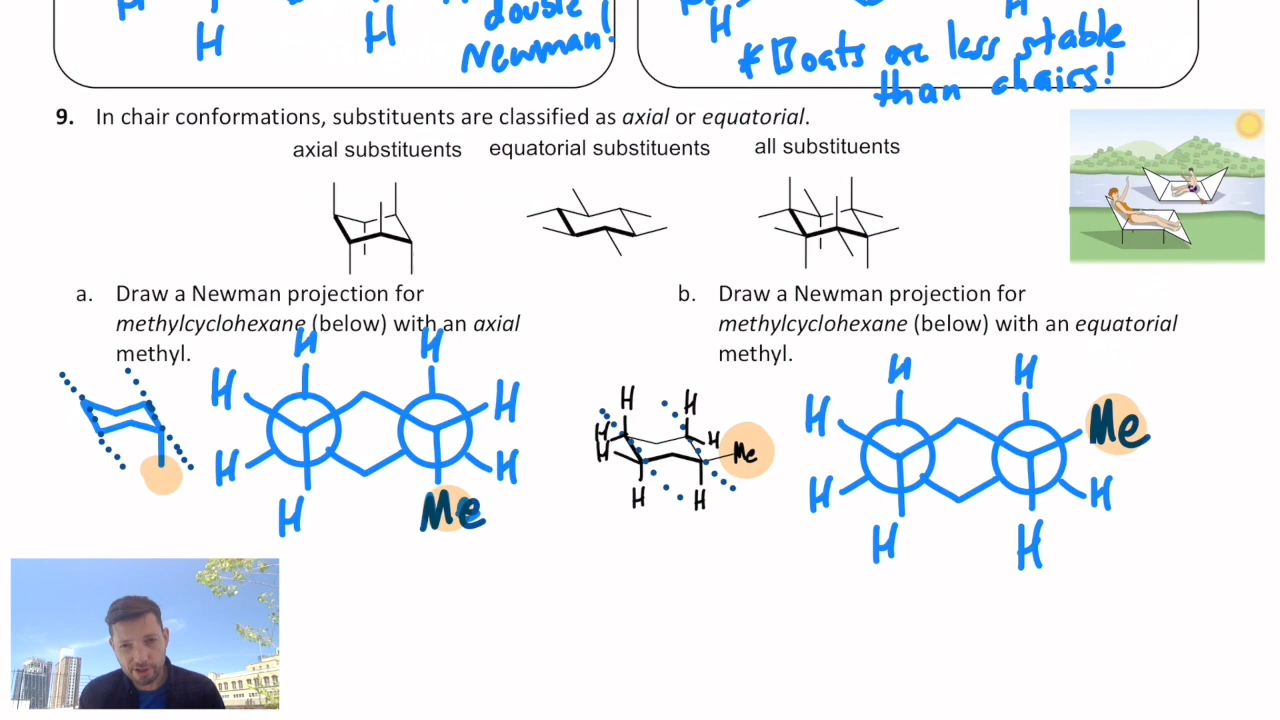 H
H
double
Newman!
H
H
* Boats are less stable
than chairs!
9. In chair conformations, substituents are classified as axial or equatorial.
axial substituents equatorial substituents all substituents
a. Draw a Newman projection for
methylcyclohexane (below) with an axial
methyl.
H H
H H
H H
H Me
b. Draw a Newman projection for
methylcyclohexane (below) with an equatorial
methyl.
H H
H H
H Me
H H
H H
H Me
H H
H H